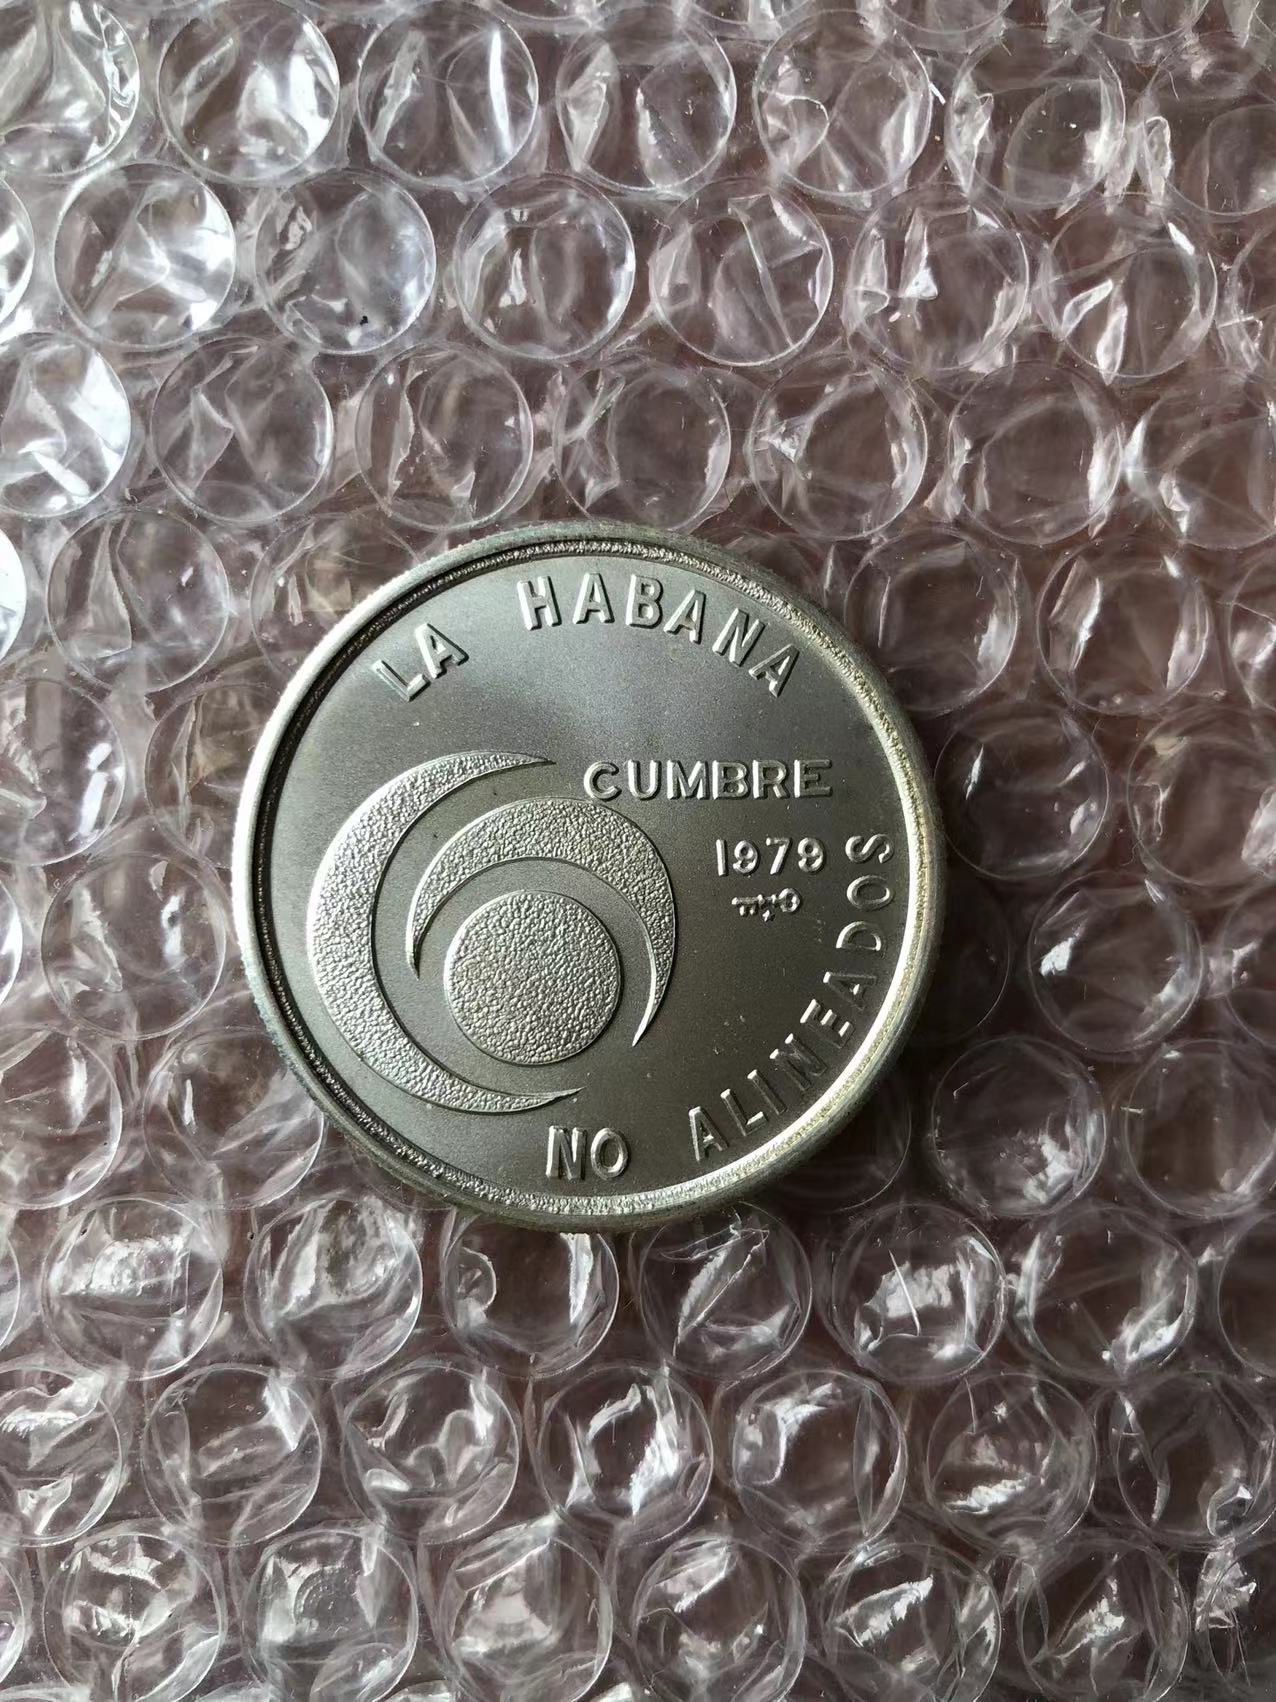 LA HABANA
CUMBRE
1979
NO ALINEADOS